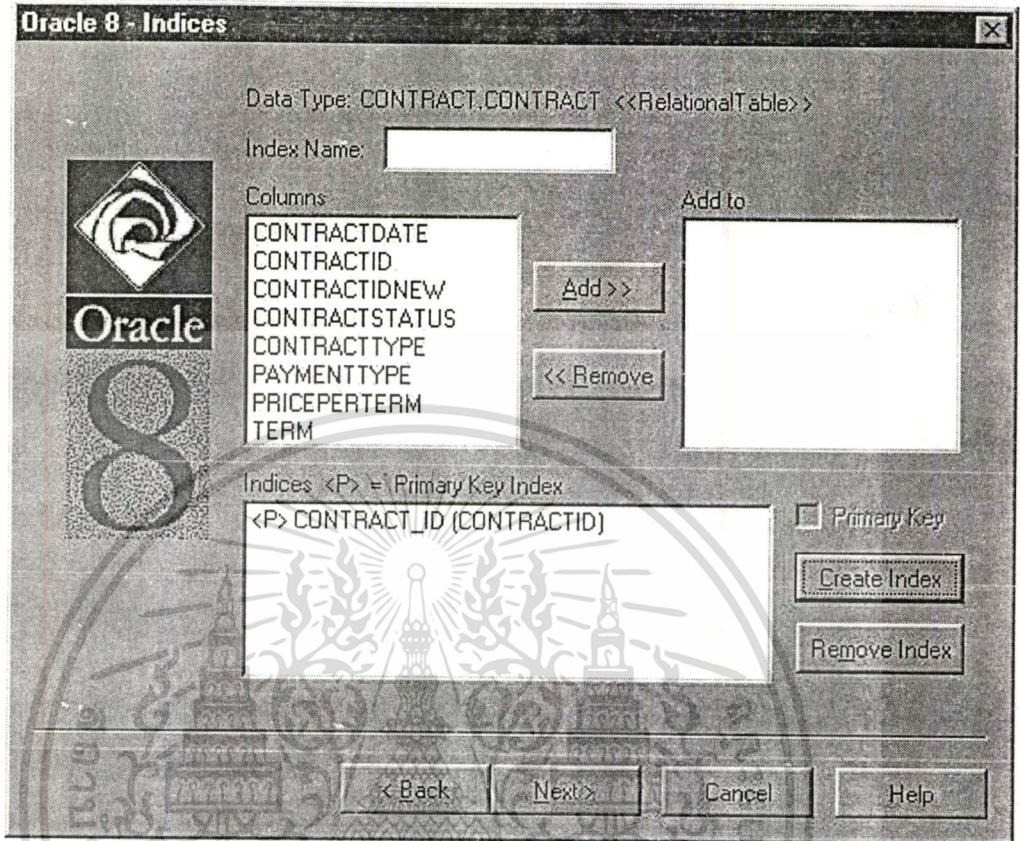 Oracle 8 - Indices
Data Type: CONTRACT.CONTRACT <<RelationalTable>>
Index Name:
Columns
Add to
CONTRACTDATE
CONTRACTID
CONTRACTIDNEW
CONTRACTSTATUS
CONTRACTTYPE
PAYMENTTYPE
PRICEPERTERM
TERM
Add >>
<< Remove
Oracle
8
Indices <P> = Primary Key Index
<P> CONTRACT_ID (CONTRACTID)
Primary Key
Create Index
Remove Index
< Back
Next >
Cancel
Help